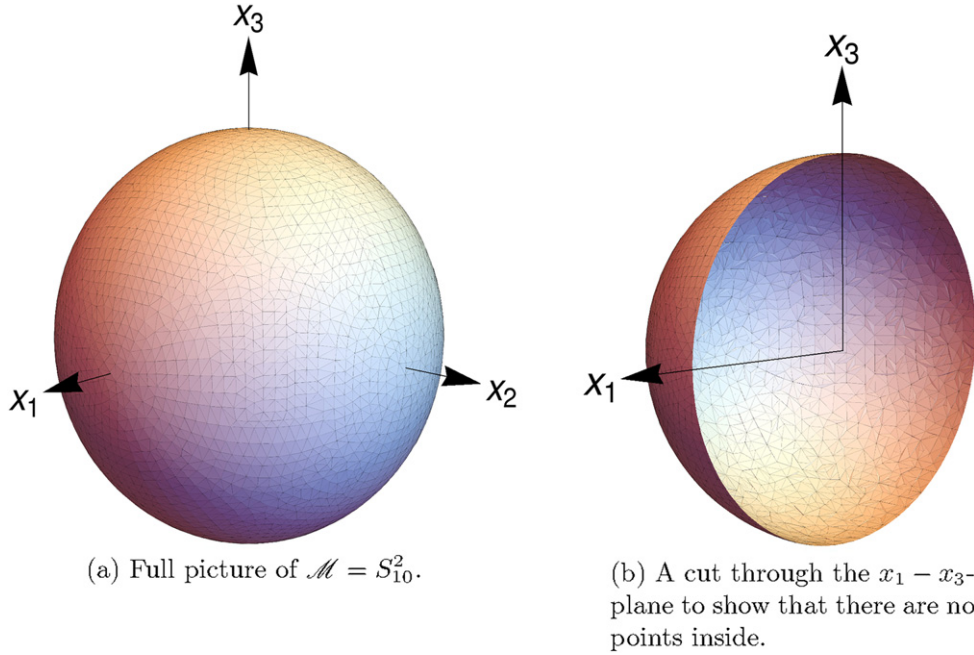 x₃
x₁
x₂
(a) Full picture of ℳ = S²₁₀.
x₃
x₁
(b) A cut through the x₁ − x₃-
plane to show that there are no
points inside.